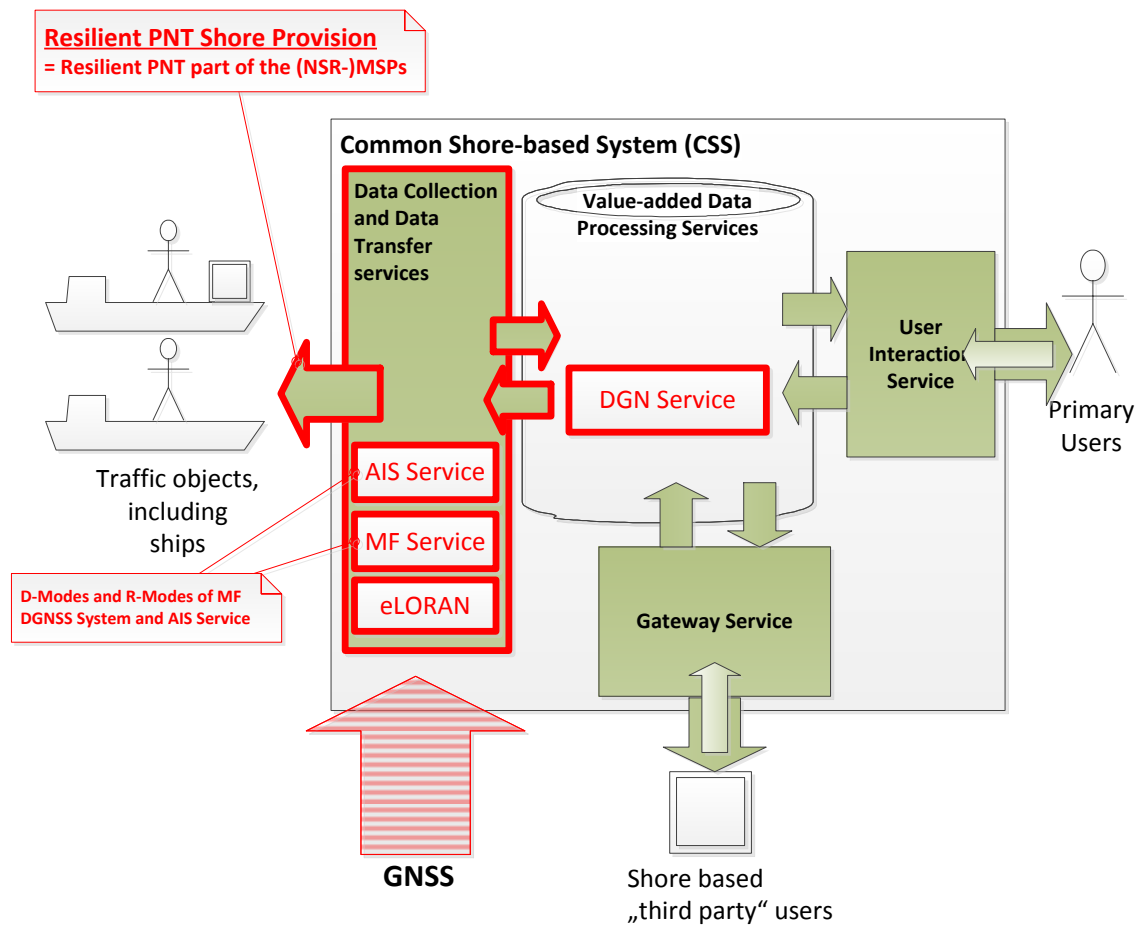 Resilient PNT Shore Provision
= Resilient PNT part of the (NSR-)MSPs
Common Shore-based System (CSS)
Data Collection
and Data
Transfer
services
Value-added Data
Processing Services
User
Interaction
Service
DGN Service
Primary
Users
AIS Service
MF Service
eLORAN
Traffic objects,
including
ships
D-Modes and R-Modes of MF
DGNSS System and AIS Service
Gateway Service
GNSS
Shore based
„third party“ users